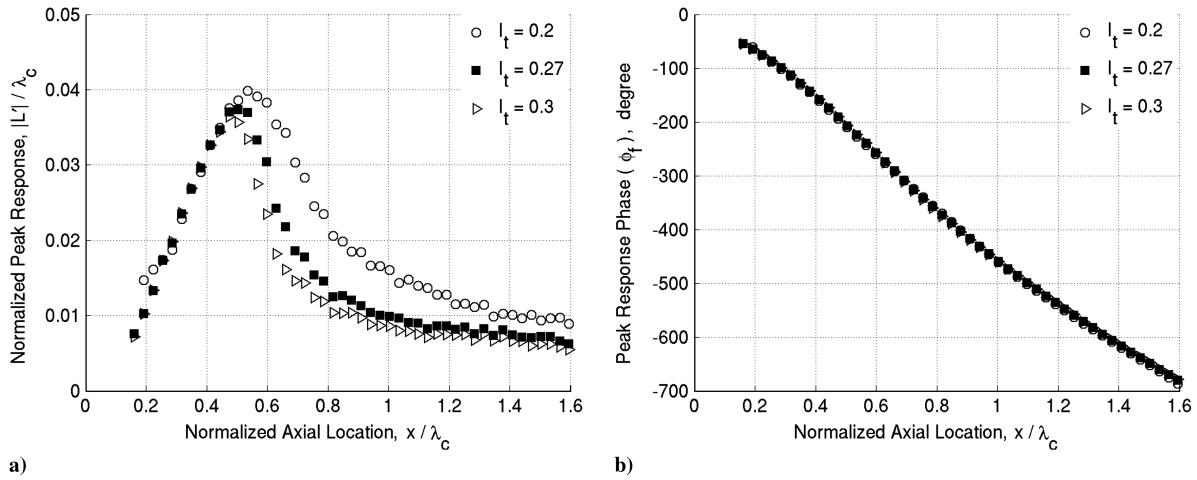 0.05
0.04
0.03
0.02
0.01
0
Normalized Peak Response, |L'| / λc
0 0.2 0.4 0.6 0.8 1 1.2 1.4 1.6
Normalized Axial Location, x / λc
It = 0.2
It = 0.27
It = 0.3
a)
0
-100
-200
-300
-400
-500
-600
-700
Peak Response Phase ( ϕf ), degree
0 0.2 0.4 0.6 0.8 1 1.2 1.4 1.6
Normalized Axial Location, x / λc
It = 0.2
It = 0.27
It = 0.3
b)